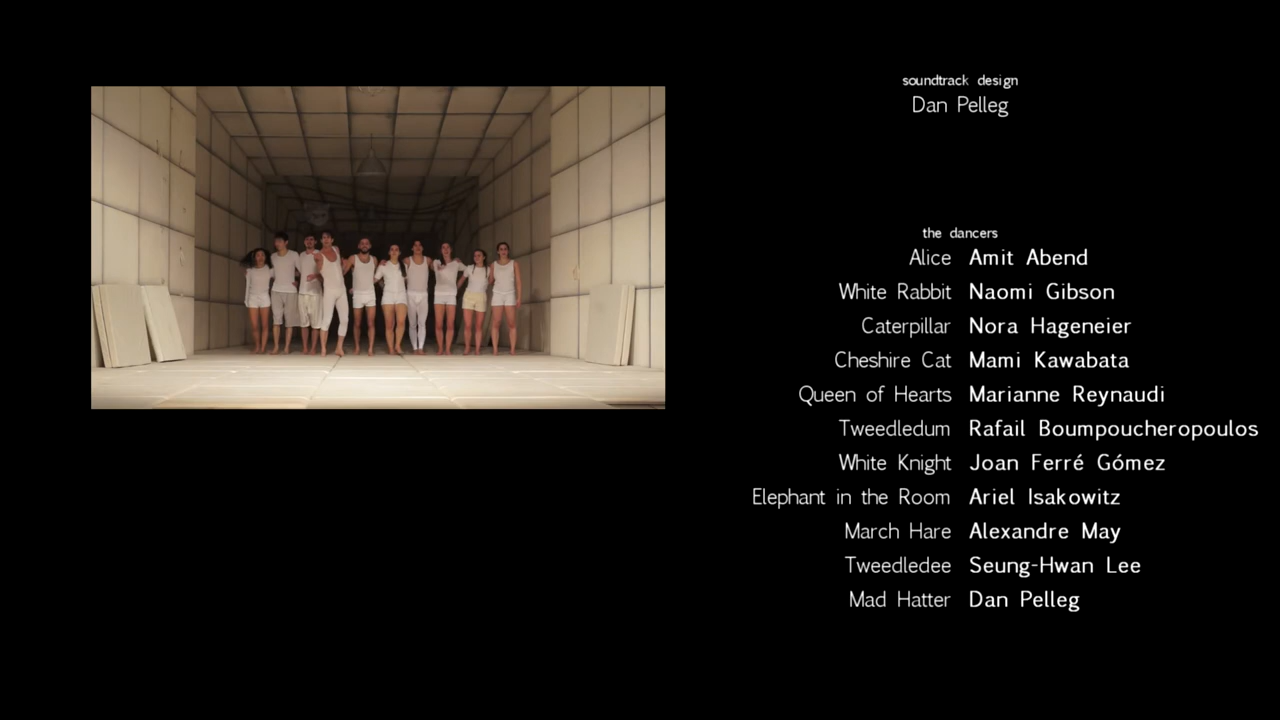 soundtrack design
Dan Pelleg
the dancers
Alice Amit Abend
White Rabbit Naomi Gibson
Caterpillar Nora Hageneier
Cheshire Cat Mami Kawabata
Queen of Hearts Marianne Reynaudi
Tweedledum Rafail Boumpoucheropoulos
White Knight Joan Ferré Gómez
Elephant in the Room Ariel Isakowitz
March Hare Alexandre May
Tweedledee Seung-Hwan Lee
Mad Hatter Dan Pelleg